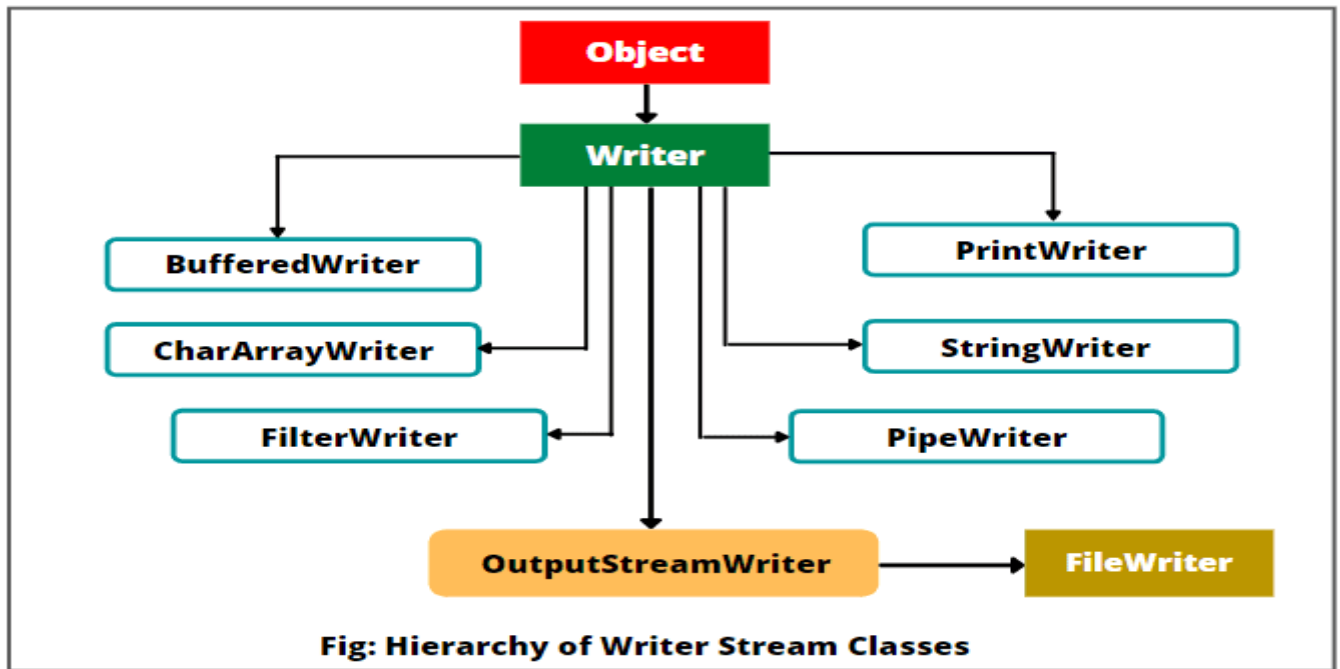 Object
Writer
BufferedWriter
PrintWriter
CharArrayWriter
StringWriter
FilterWriter
PipeWriter
OutputStreamWriter
FileWriter
Fig: Hierarchy of Writer Stream Classes